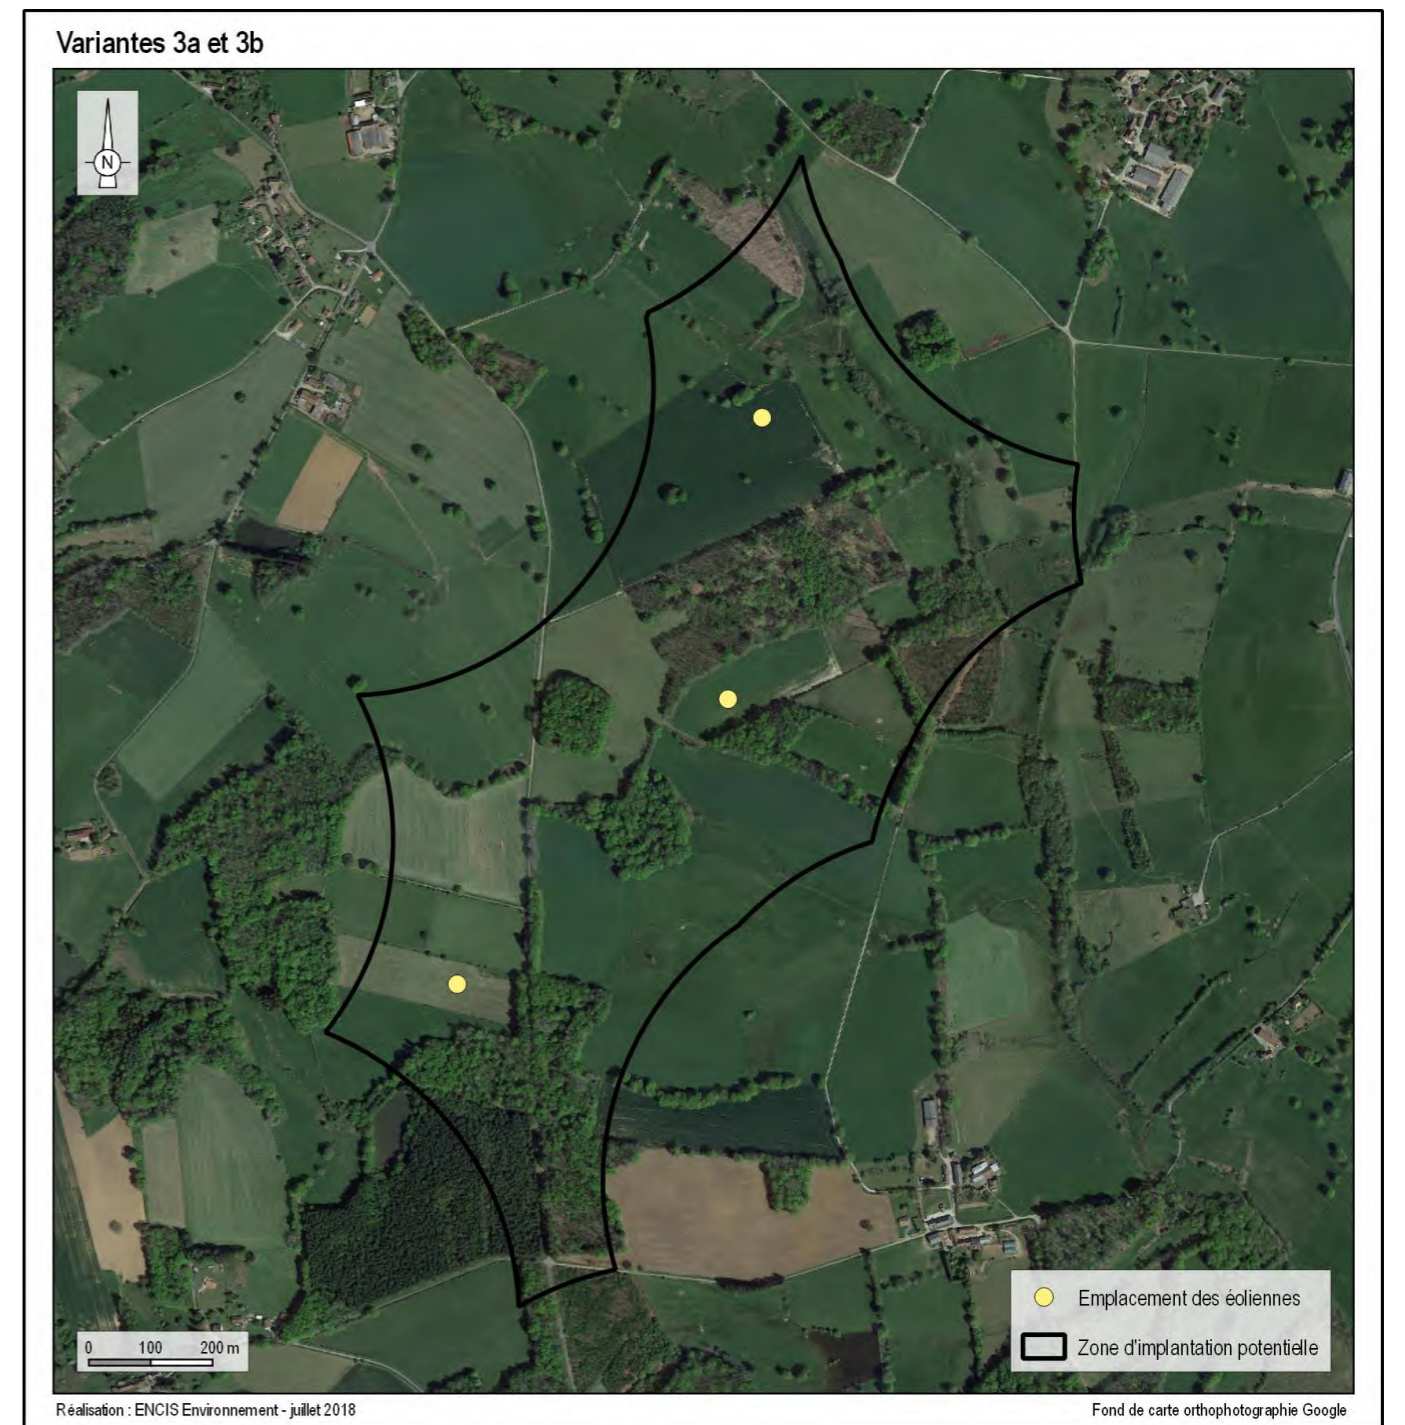 Variantes 3a et 3b
N
Emplacement des éoliennes
Zone d'implantation potentielle
0 100 200 m
Réalisation : ENCIS Environnement - juillet 2018
Fond de carte orthophotographie Google